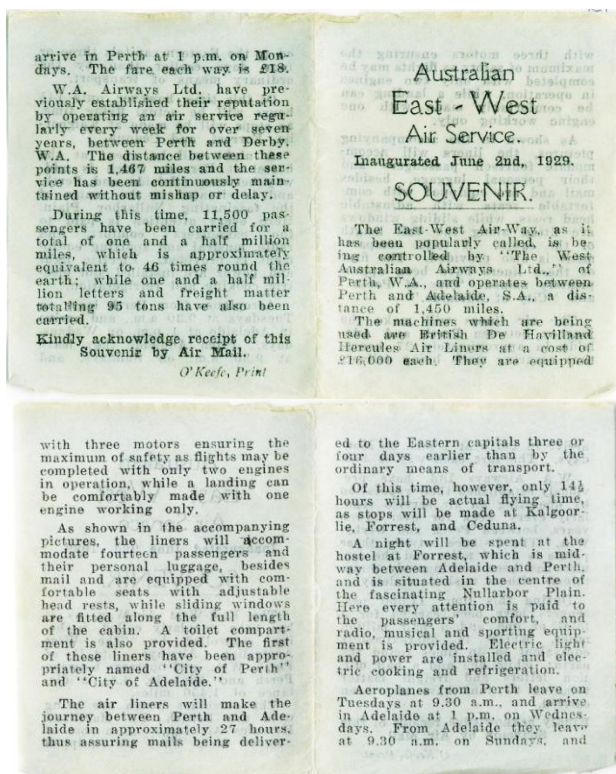 Australian
East - West
Air Service.
Inaugurated June 2nd, 1929.
SOUVENIR.
The East-West Air-Way, as it
has been popularly called, is be
ing controlled by "The West
Australian Airways Ltd.," of
Perth, W.A., and operates between
Perth and Adelaide, S.A., a dis-
tance of 1,450 miles.
The machines which are being
used are British De Havilland
Hercules Air Liners at a cost of
£16,000 each. They are equipped
with three motors ensuring the
maximum of safety as flights may be
completed with only two engines
in operation, while a landing can
be comfortably made with one
engine working only.
As shown in the accompanying
pictures, the liners will accom-
modate fourteen passengers and
their personal luggage, besides
mail and are equipped with com-
fortable seats with adjustable
head rests, while sliding windows
are fitted along the full length
of the cabin. A toilet compart-
ment is also provided. The first
of these liners have been appro-
priately named "City of Perth"
and "City of Adelaide."
The air liners will make the
journey between Perth and Ade-
laide in approximately 27 hours,
thus assuring mails being deliver-
ed to the Eastern capitals three or
four days earlier than by the
ordinary means of transport.
Of this time, however, only 14½
hours will be actual flying time,
as stops will be made at Kalgoor-
lie, Forrest, and Ceduna.
A night will be spent at the
hostel at Forrest, which is mid-
way between Adelaide and Perth,
and is situated in the centre of
the fascinating Nullarbor Plain.
Here every attention is paid to
the passengers' comfort, and
radio, musical and sporting equip-
ment is provided. Electric light
and power are installed and elec-
tric cooking and refrigeration.
Aeroplanes from Perth leave on
Tuesdays at 9.30 a.m., and arrive
in Adelaide at 1 p.m. on Wednes-
days. From Adelaide they leave
at 9.30 a.m. on Sundays, and
arrive in Perth at 1 p.m. on Mon-
days. The fare each way is £18.
W.A. Airways Ltd. have pre-
viously established their reputation
by operating an air service regu-
larly every week for over seven
years, between Perth and Derby,
W.A. The distance between these
points is 1,467 miles and the ser-
vice has been continuously main-
tained without mishap or delay.
During this time, 11,500 pas-
sengers have been carried for a
total of one and a half million
miles, which is approximately
equivalent to 46 times round the
earth; while one and a half mil-
lion letters and freight matter
totalling 95 tons have also been
carried.
Kindly acknowledge receipt of this
Souvenir by Air Mail.
O'Keefe, Print